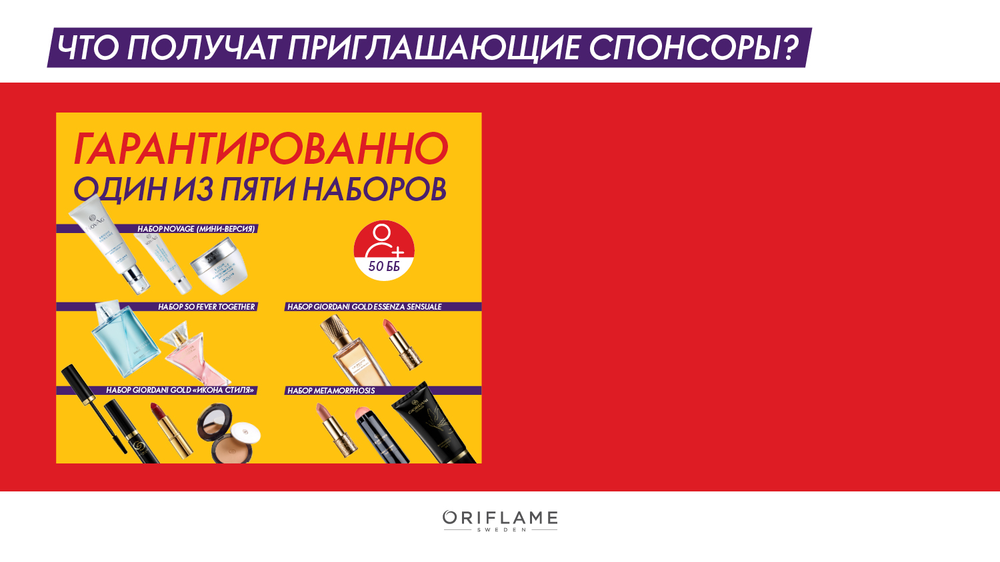 ЧТО ПОЛУЧАТ ПРИГЛАШАЮЩИЕ СПОНСОРЫ?
ГАРАНТИРОВАННО
ОДИН ИЗ ПЯТИ НАБОРОВ
НАБОР NOVAGE (МИНИ-ВЕРСИЯ)
50 ББ
НАБОР SO FEVER TOGETHER
НАБОР GIORDANI GOLD ESSENZA SENSUALE
НАБОР GIORDANI GOLD «ИКОНА СТИЛЯ»
НАБОР METAMORPHOSIS
ORIFLAME
SWEDEN